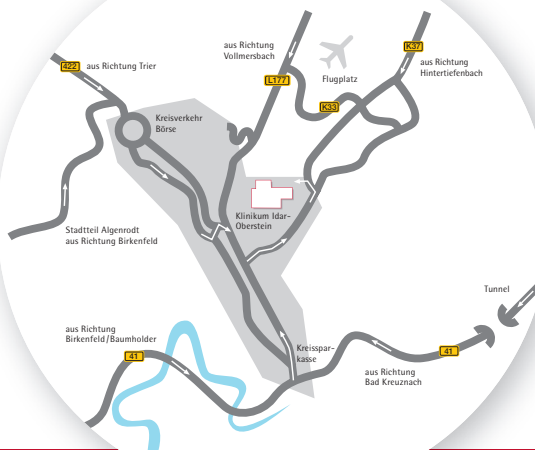 aus Richtung
Vollmersbach
K37
422
aus Richtung Trier
aus Richtung
Hintertiefenbach
L177
Flugplatz
K33
Kreisverkehr
Börse
Klinikum Idar-
Oberstein
Stadtteil Algenrodt
aus Richtung Birkenfeld
Tunnel
aus Richtung
Birkenfeld/Baumholder
41
Kreisspar-
kasse
41
aus Richtung
Bad Kreuznach